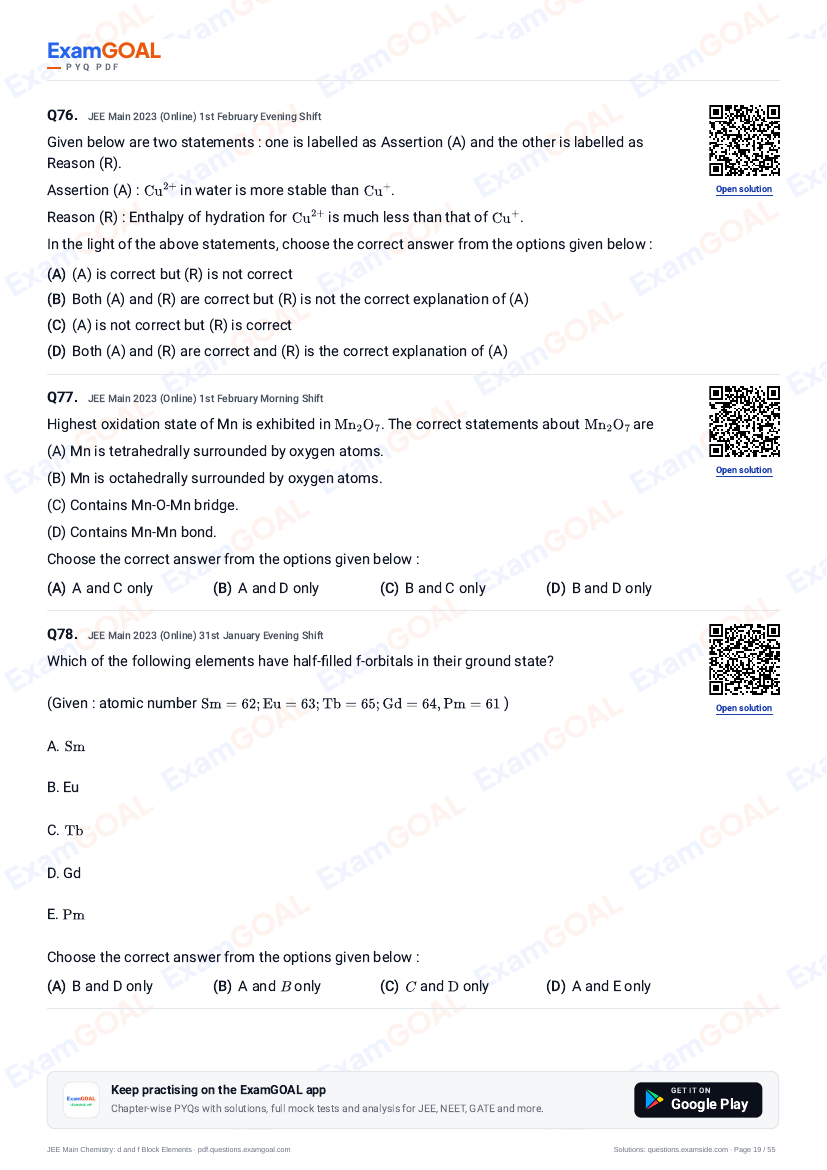 ExamGOAL
PYQ PDF
Q76. JEE Main 2023 (Online) 1st February Evening Shift
Given below are two statements : one is labelled as Assertion (A) and the other is labelled as
Reason (R).
Assertion (A) : Cu²⁺ in water is more stable than Cu⁺.
Reason (R) : Enthalpy of hydration for Cu²⁺ is much less than that of Cu⁺.
In the light of the above statements, choose the correct answer from the options given below :
(A) (A) is correct but (R) is not correct
(B) Both (A) and (R) are correct but (R) is not the correct explanation of (A)
(C) (A) is not correct but (R) is correct
(D) Both (A) and (R) are correct and (R) is the correct explanation of (A)
Open solution
Q77. JEE Main 2023 (Online) 1st February Morning Shift
Highest oxidation state of Mn is exhibited in Mn₂O₇. The correct statements about Mn₂O₇ are
(A) Mn is tetrahedrally surrounded by oxygen atoms.
(B) Mn is octahedrally surrounded by oxygen atoms.
(C) Contains Mn-O-Mn bridge.
(D) Contains Mn-Mn bond.
Choose the correct answer from the options given below :
(A) A and C only (B) A and D only (C) B and C only (D) B and D only
Open solution
Q78. JEE Main 2023 (Online) 31st January Evening Shift
Which of the following elements have half-filled f-orbitals in their ground state?
(Given : atomic number Sm = 62; Eu = 63; Tb = 65; Gd = 64, Pm = 61 )
A. Sm
B. Eu
C. Tb
D. Gd
E. Pm
Choose the correct answer from the options given below :
(A) B and D only (B) A and B only (C) C and D only (D) A and E only
Open solution
Keep practising on the ExamGOAL app
Chapter-wise PYQs with solutions, full mock tests and analysis for JEE, NEET, GATE and more.
GET IT ON
Google Play
JEE Main Chemistry: d and f Block Elements · pdf.questions.examgoal.com
Solutions: questions.examside.com · Page 19 / 55